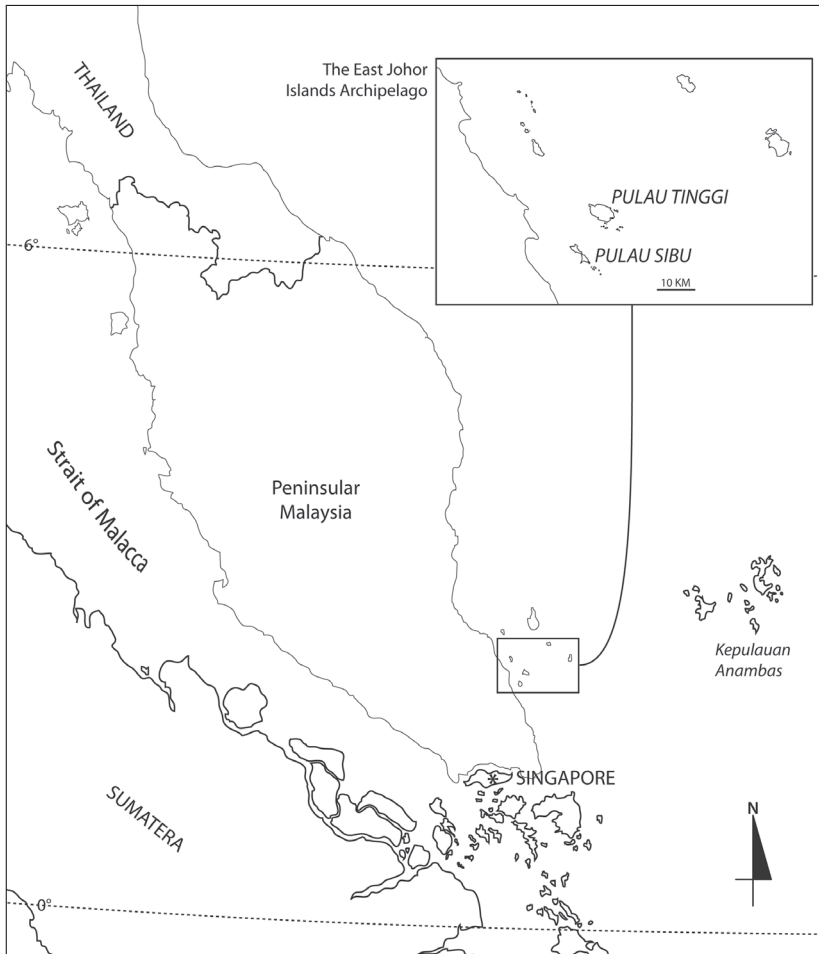 THAILAND
The East Johor
Islands Archipelago
PULAU TINGGI
PULAU SIBU
10 KM
6°
Strait of Malacca
Peninsular
Malaysia
Kepulauan
Anambas
SINGAPORE
SUMATERA
N
0°